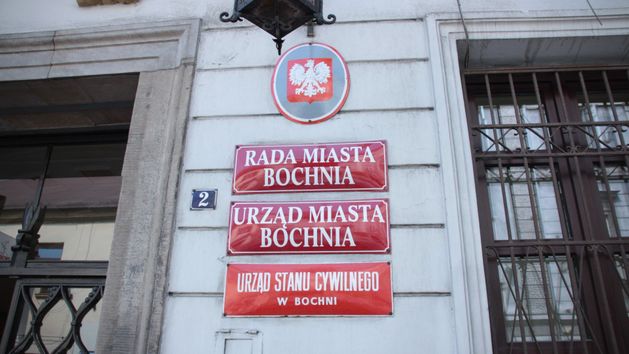 RADA MIASTA
BOCHNIA
2
URZĄD MIASTA
BOCHNIA
URZĄD STANU CYWILNEGO
W BOCHNI